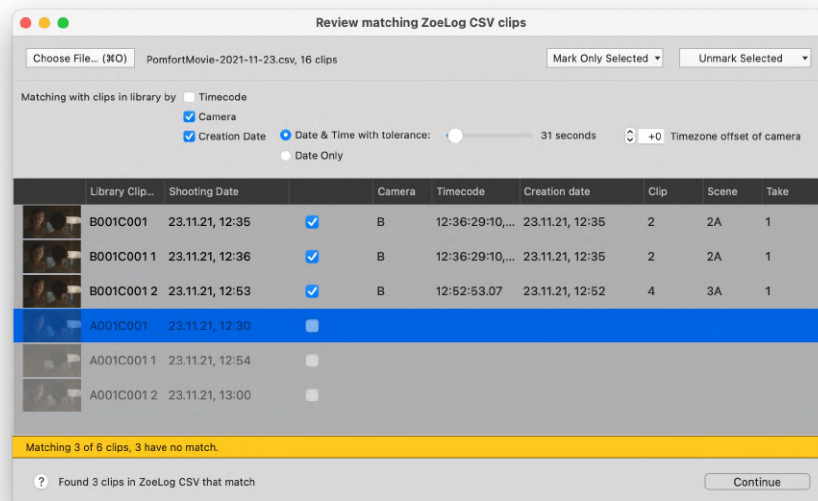 Review matching ZoeLog CSV clips
Choose File... (⌘O) PomfortMovie-2021-11-23.csv, 16 clips Mark Only Selected Unmark Selected
Matching with clips in library by Timecode
Camera
Creation Date Date & Time with tolerance: 31 seconds +0 Timezone offset of camera
Date Only
Library Clip... Shooting Date Camera Timecode Creation date Clip Scene Take
B001C001 23.11.21, 12:35 B 12:36:29:10,... 23.11.21, 12:35 2 2A 1
B001C001 1 23.11.21, 12:36 B 12:36:29:10,... 23.11.21, 12:35 2 2A 1
B001C001 2 23.11.21, 12:53 B 12:52:53.07 23.11.21, 12:52 4 3A 1
A001C001 23.11.21, 12:30
A001C001 1 23.11.21, 12:54
A001C001 2 23.11.21, 13:00
Matching 3 of 6 clips, 3 have no match.
? Found 3 clips in ZoeLog CSV that match Continue